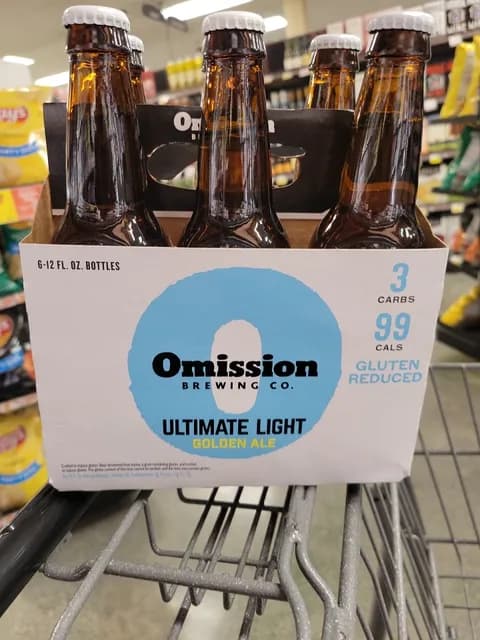 6-12 FL. OZ. BOTTLES
3
CARBS
99
CALS
GLUTEN
REDUCED
Omission
BREWING CO.
ULTIMATE LIGHT
GOLDEN ALE